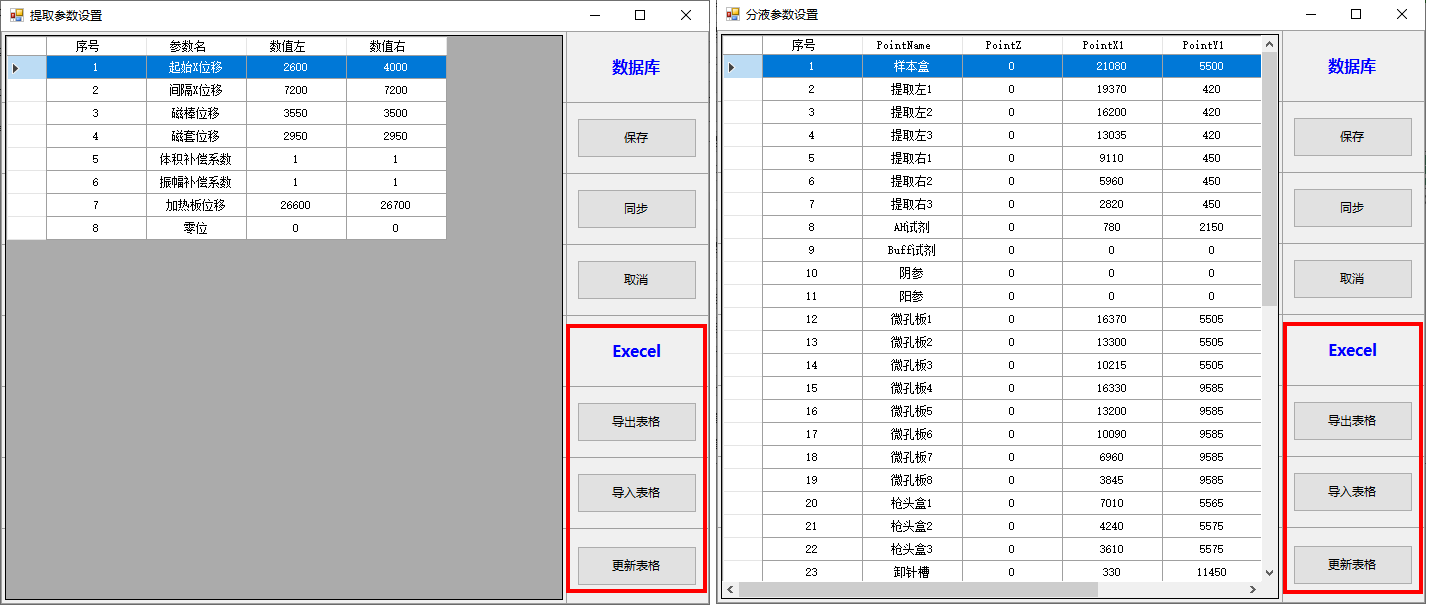 提取参数设置
序号 参数名 数值左 数值右
1 起始X位移 2600 4000
2 间隔X位移 7200 7200
3 磁棒位移 3550 3500
4 磁套位移 2950 2950
5 体积补偿系数 1 1
6 振幅补偿系数 1 1
7 加热板位移 26600 26700
8 零位 0 0
数据库
保存
同步
取消
Execel
导出表格
导入表格
更新表格
分液参数设置
序号 PointName PointZ PointX1 PointY1
1 样本盒 0 21080 5500
2 提取左1 0 19370 420
3 提取左2 0 16200 420
4 提取左3 0 13035 420
5 提取右1 0 9110 450
6 提取右2 0 5960 450
7 提取右3 0 2820 450
8 AH试剂 0 780 2150
9 Buff试剂 0 0 0
10 阴参 0 0 0
11 阳参 0 0 0
12 微孔板1 0 16370 5505
13 微孔板2 0 13300 5505
14 微孔板3 0 10215 5505
15 微孔板4 0 16330 9585
16 微孔板5 0 13200 9585
17 微孔板6 0 10090 9585
18 微孔板7 0 6960 9585
19 微孔板8 0 3845 9585
20 枪头盒1 0 7010 5565
21 枪头盒2 0 4240 5575
22 枪头盒3 0 3610 5575
23 卸针槽 0 330 11450
数据库
保存
同步
取消
Execel
导出表格
导入表格
更新表格